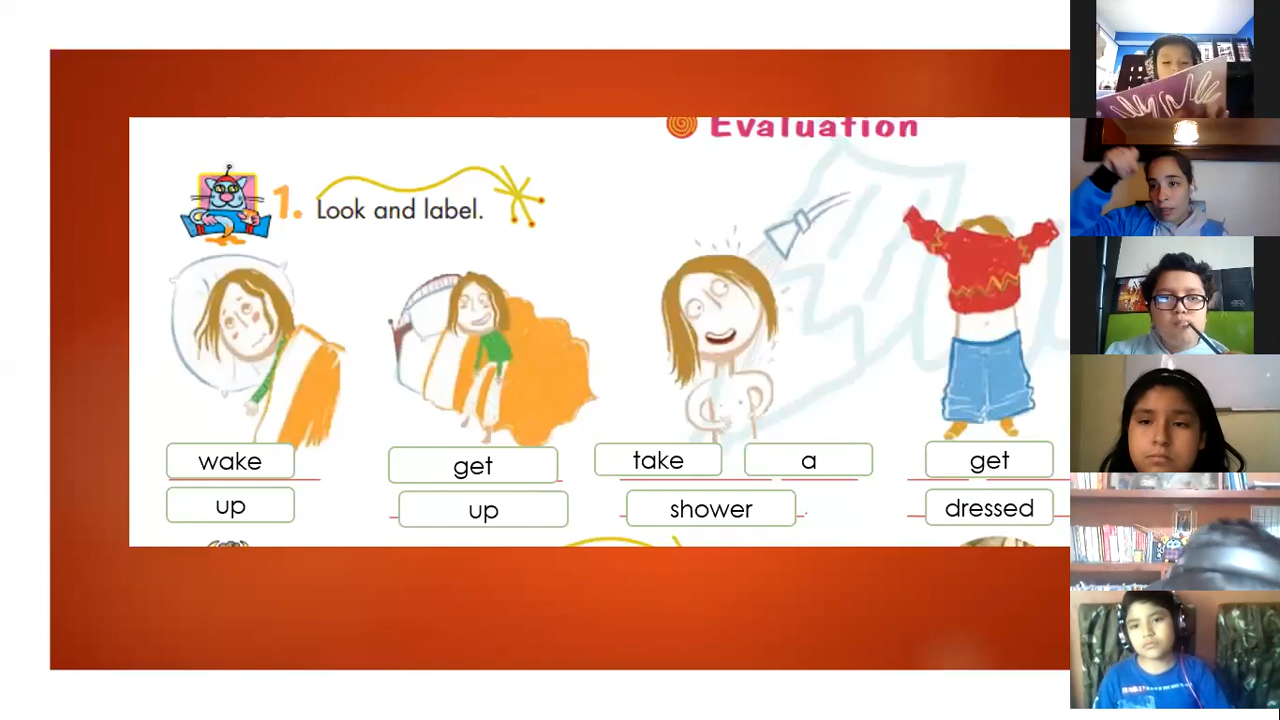 Evaluation
1. Look and label.
wake get take a get
up up shower dressed